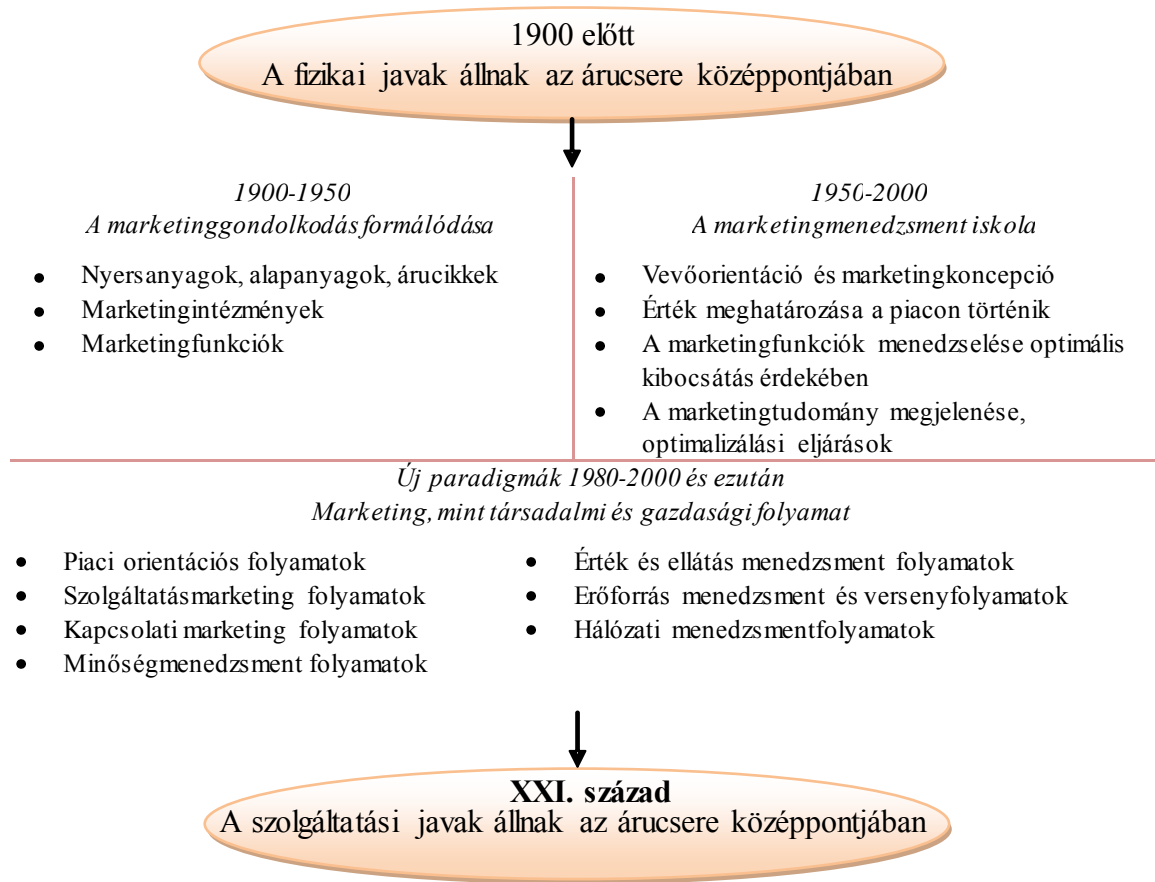 1900 előtt
A fizikai javak állnak az árucsere középpontjában
1900-1950
A marketinggondolkodás formálódása
• Nyersanyagok, alapanyagok, árucikkek
• Marketingintézmények
• Marketingfunkciók
1950-2000
A marketingmenedzsment iskola
• Vevőorientáció és marketingkoncepció
• Érték meghatározása a piacon történik
• A marketingfunkciók menedzselése optimális
kibocsátás érdekében
• A marketingtudomány megjelenése,
optimalizálási eljárások
Új paradigmák 1980-2000 és ezután
Marketing, mint társadalmi és gazdasági folyamat
• Piaci orientációs folyamatok
• Szolgáltatásmarketing folyamatok
• Kapcsolati marketing folyamatok
• Minőségmenedzsment folyamatok
• Érték és ellátás menedzsment folyamatok
• Erőforrás menedzsment és versenyfolyamatok
• Hálózati menedzsmentfolyamatok
XXI. század
A szolgáltatási javak állnak az árucsere középpontjában